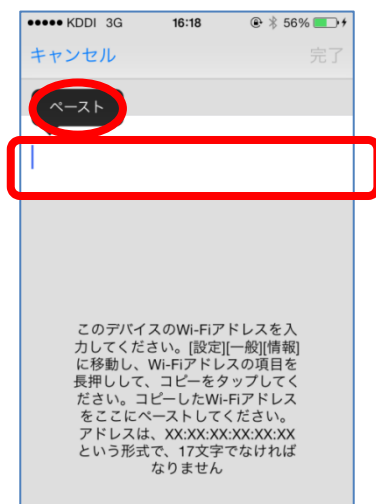 KDDI 3G 16:18 56%
キャンセル 完了
ペースト
このデバイスのWi-Fiアドレスを入
力してください。[設定][一般][情報]
に移動し、Wi-Fiアドレスの項目を
長押しして、コピーをタップしてく
ださい。コピーしたWi-Fiアドレス
をここにペーストしてください。
アドレスは、XX:XX:XX:XX:XX:XX
という形式で、17文字でなければ
なりません